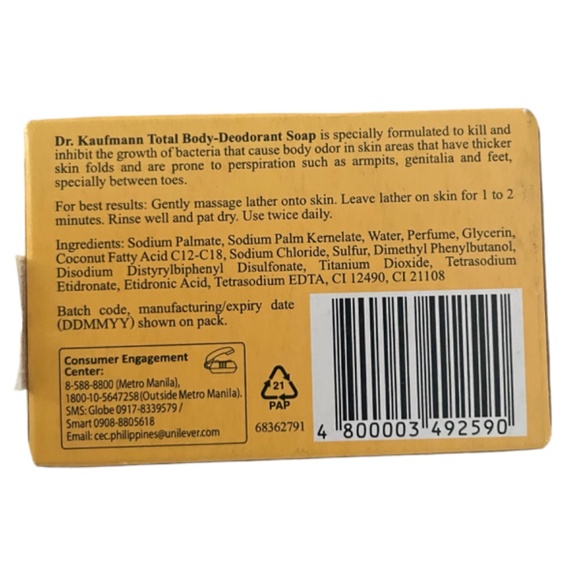 Dr. Kaufmann Total Body-Deodorant Soap is specially formulated to kill and
inhibit the growth of bacteria that cause body odor in skin areas that have thicker
skin folds and are prone to perspiration such as armpits, genitalia and feet,
specially between toes.
For best results: Gently massage lather onto skin. Leave lather on skin for 1 to 2
minutes. Rinse well and pat dry. Use twice daily.
Ingredients: Sodium Palmate, Sodium Palm Kernelate, Water, Perfume, Glycerin,
Coconut Fatty Acid C12-C18, Sodium Chloride, Sulfur, Dimethyl Phenylbutanol,
Disodium Distyrylbiphenyl Disulfonate, Titanium Dioxide, Tetrasodium
Etidronate, Etidronic Acid, Tetrasodium EDTA, CI 12490, CI 21108
Batch code, manufacturing/expiry date
(DDMMYY) shown on pack.
Consumer Engagement
Center:
8-588-8800 (Metro Manila),
1800-10-5647258(Outside Metro Manila).
SMS: Globe 0917-8339579 /
Smart 0908-8805618
Email: cec.philippines@unilever.com
21
PAP
68362791
4 800003 492590